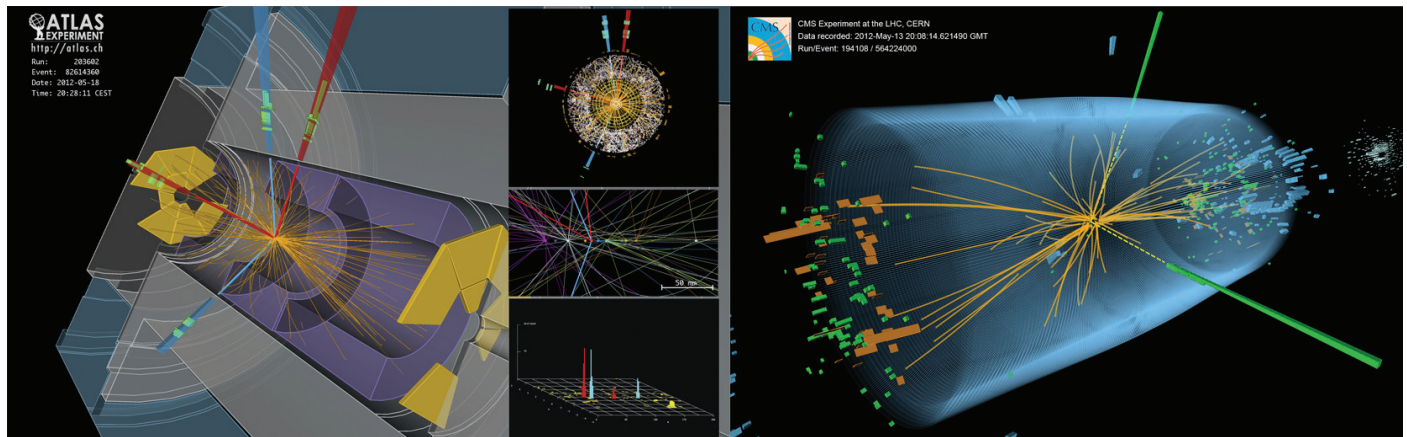 ATLAS
EXPERIMENT
http://atlas.ch
Run: 203602
Event: 82614360
Date: 2012-05-18
Time: 20:28:11 CEST
50 mm
CMS
CMS Experiment at the LHC, CERN
Data recorded: 2012-May-13 20:08:14.621490 GMT
Run/Event: 194108 / 564224000